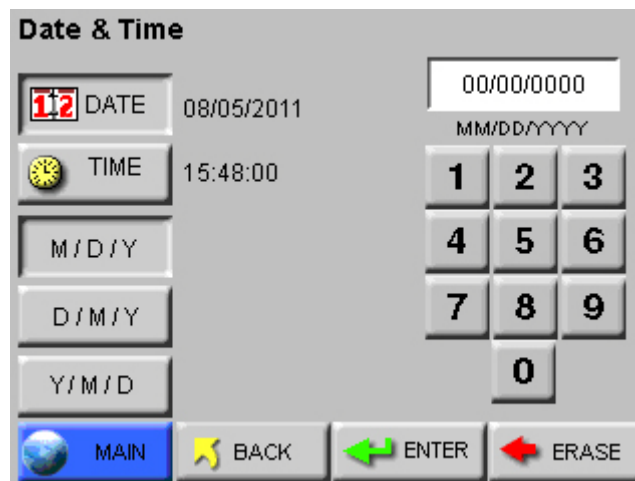 Date & Time
00/00/0000
12 DATE 08/05/2011
MM/DD/YYYY
TIME 15:48:00
1 2 3
M / D / Y
4 5 6
D / M / Y
7 8 9
Y / M / D
0
MAIN BACK ENTER ERASE